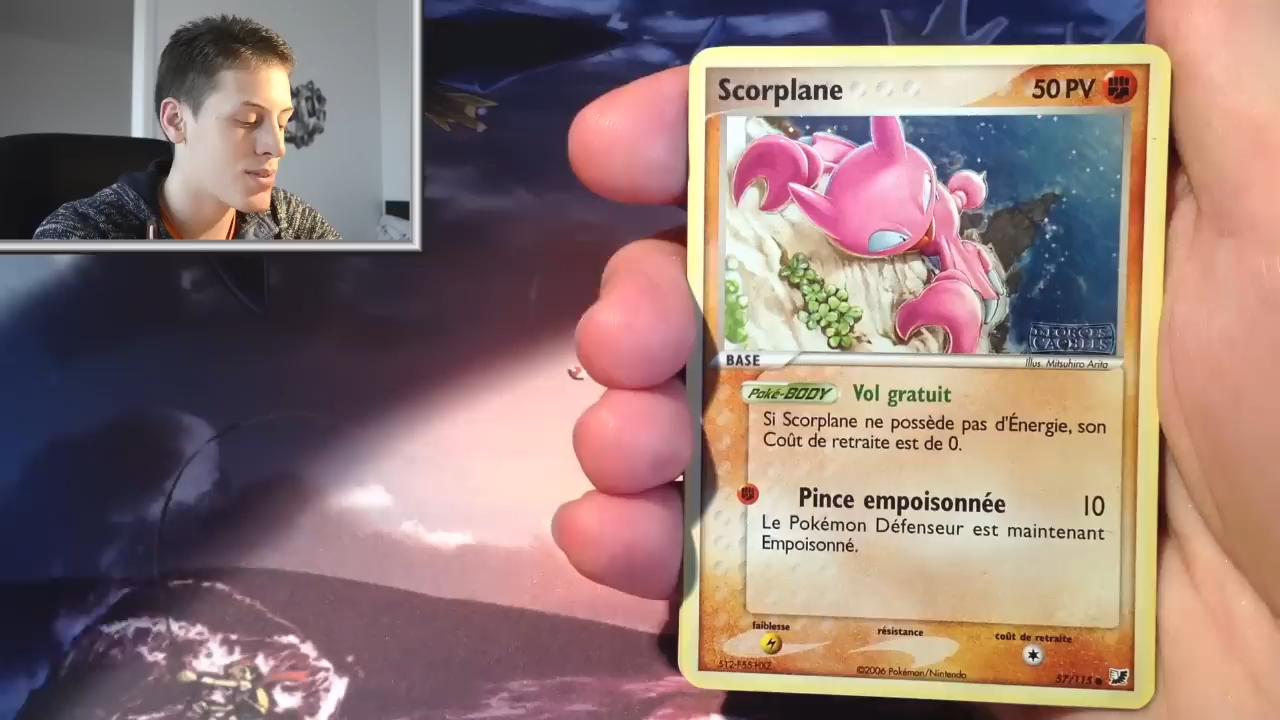 Scorplane
50 PV
FORCES
CACHÉES
BASE
Illus. Mitsuhiro Arita
Poké-BODY Vol gratuit
Si Scorplane ne possède pas d'Énergie, son
Coût de retraite est de 0.
Pince empoisonnée 10
Le Pokémon Défenseur est maintenant
Empoisonné.
faiblesse
résistance
coût de retraite
©2006 Pokémon/Nintendo
57/115